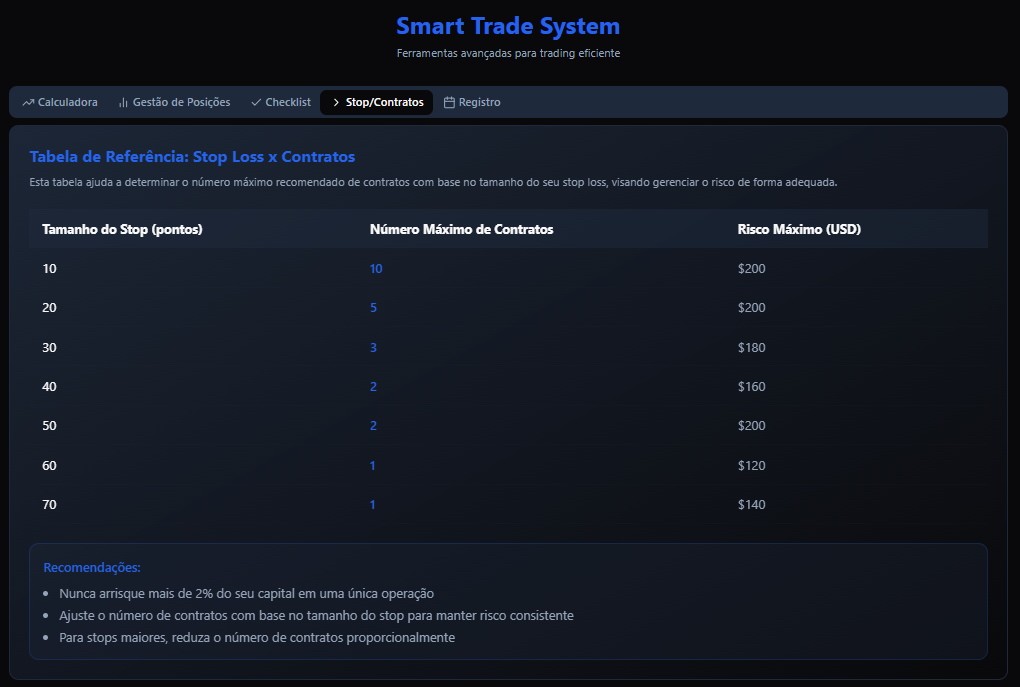 Smart Trade System
Ferramentas avançadas para trading eficiente
Calculadora Gestão de Posições Checklist Stop/Contratos Registro
Tabela de Referência: Stop Loss x Contratos
Esta tabela ajuda a determinar o número máximo recomendado de contratos com base no tamanho do seu stop loss, visando gerenciar o risco de forma adequada.
Tamanho do Stop (pontos) Número Máximo de Contratos Risco Máximo (USD)
10 10 $200
20 5 $200
30 3 $180
40 2 $160
50 2 $200
60 1 $120
70 1 $140
Recomendações:
Nunca arrisque mais de 2% do seu capital em uma única operação
Ajuste o número de contratos com base no tamanho do stop para manter risco consistente
Para stops maiores, reduza o número de contratos proporcionalmente